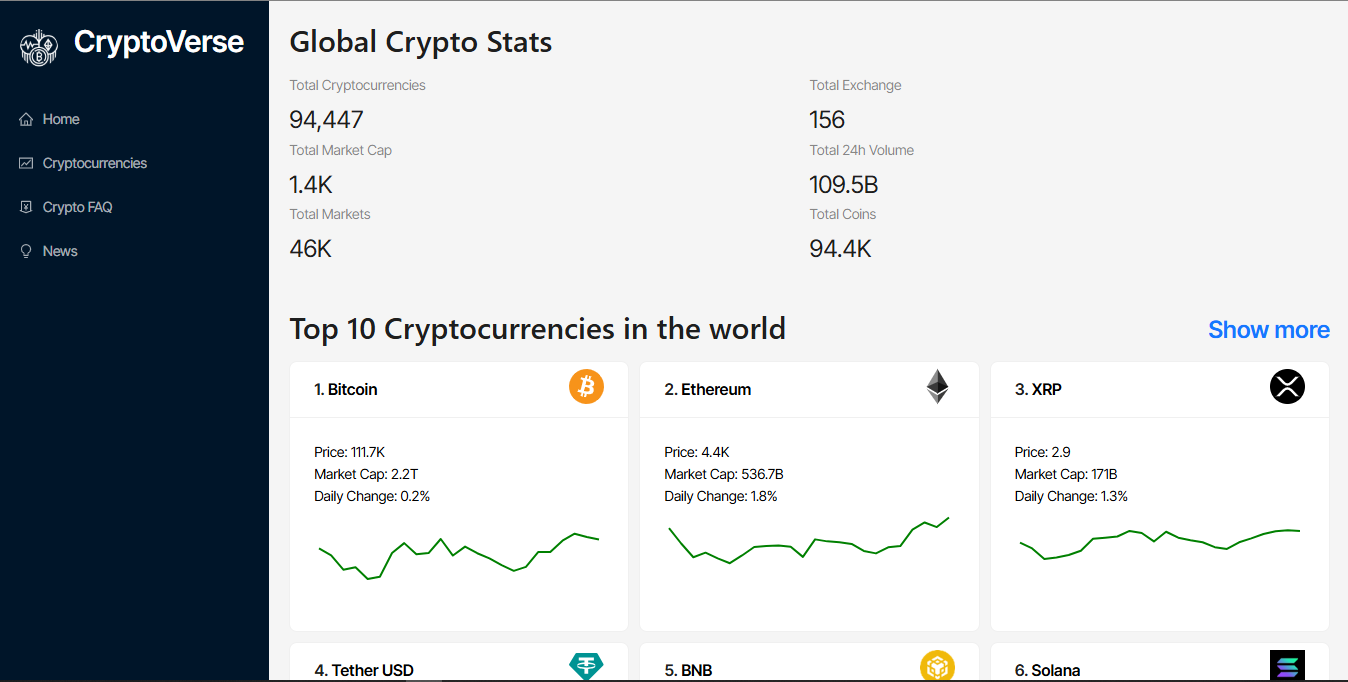 CryptoVerse
Home
Cryptocurrencies
Crypto FAQ
News
Global Crypto Stats
Total Cryptocurrencies
94,447
Total Exchange
156
Total Market Cap
1.4K
Total 24h Volume
109.5B
Total Markets
46K
Total Coins
94.4K
Top 10 Cryptocurrencies in the world
Show more
1. Bitcoin
Price: 111.7K
Market Cap: 2.2T
Daily Change: 0.2%
2. Ethereum
Price: 4.4K
Market Cap: 536.7B
Daily Change: 1.8%
3. XRP
Price: 2.9
Market Cap: 171B
Daily Change: 1.3%
4. Tether USD
5. BNB
6. Solana